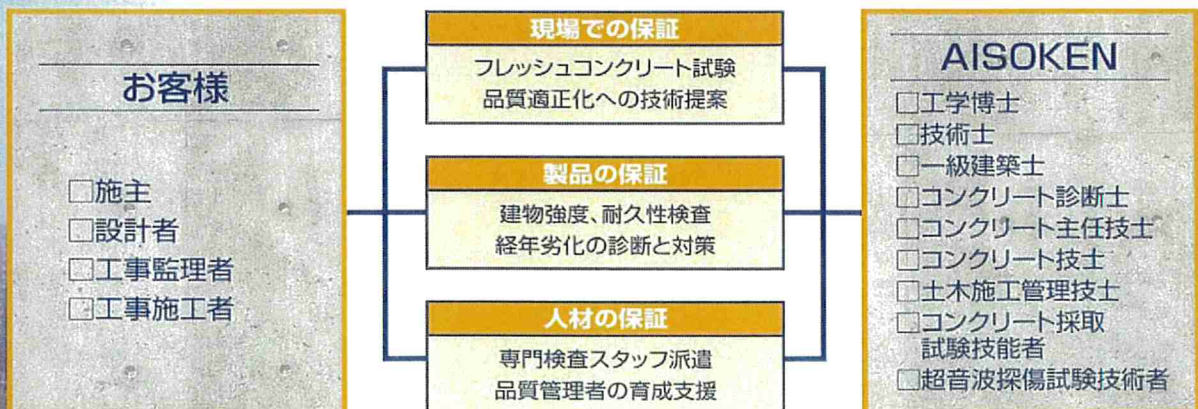 お客様
□施主
□設計者
□工事監理者
□工事施工者
現場での保証
フレッシュコンクリート試験
品質適正化への技術提案
製品の保証
建物強度、耐久性検査
経年劣化の診断と対策
人材の保証
専門検査スタッフ派遣
品質管理者の育成支援
AISOKEN
□工学博士
□技術士
□一級建築士
□コンクリート診断士
□コンクリート主任技士
□コンクリート技士
□土木施工管理技士
□コンクリート採取
試験技能者
□超音波探傷試験技術者